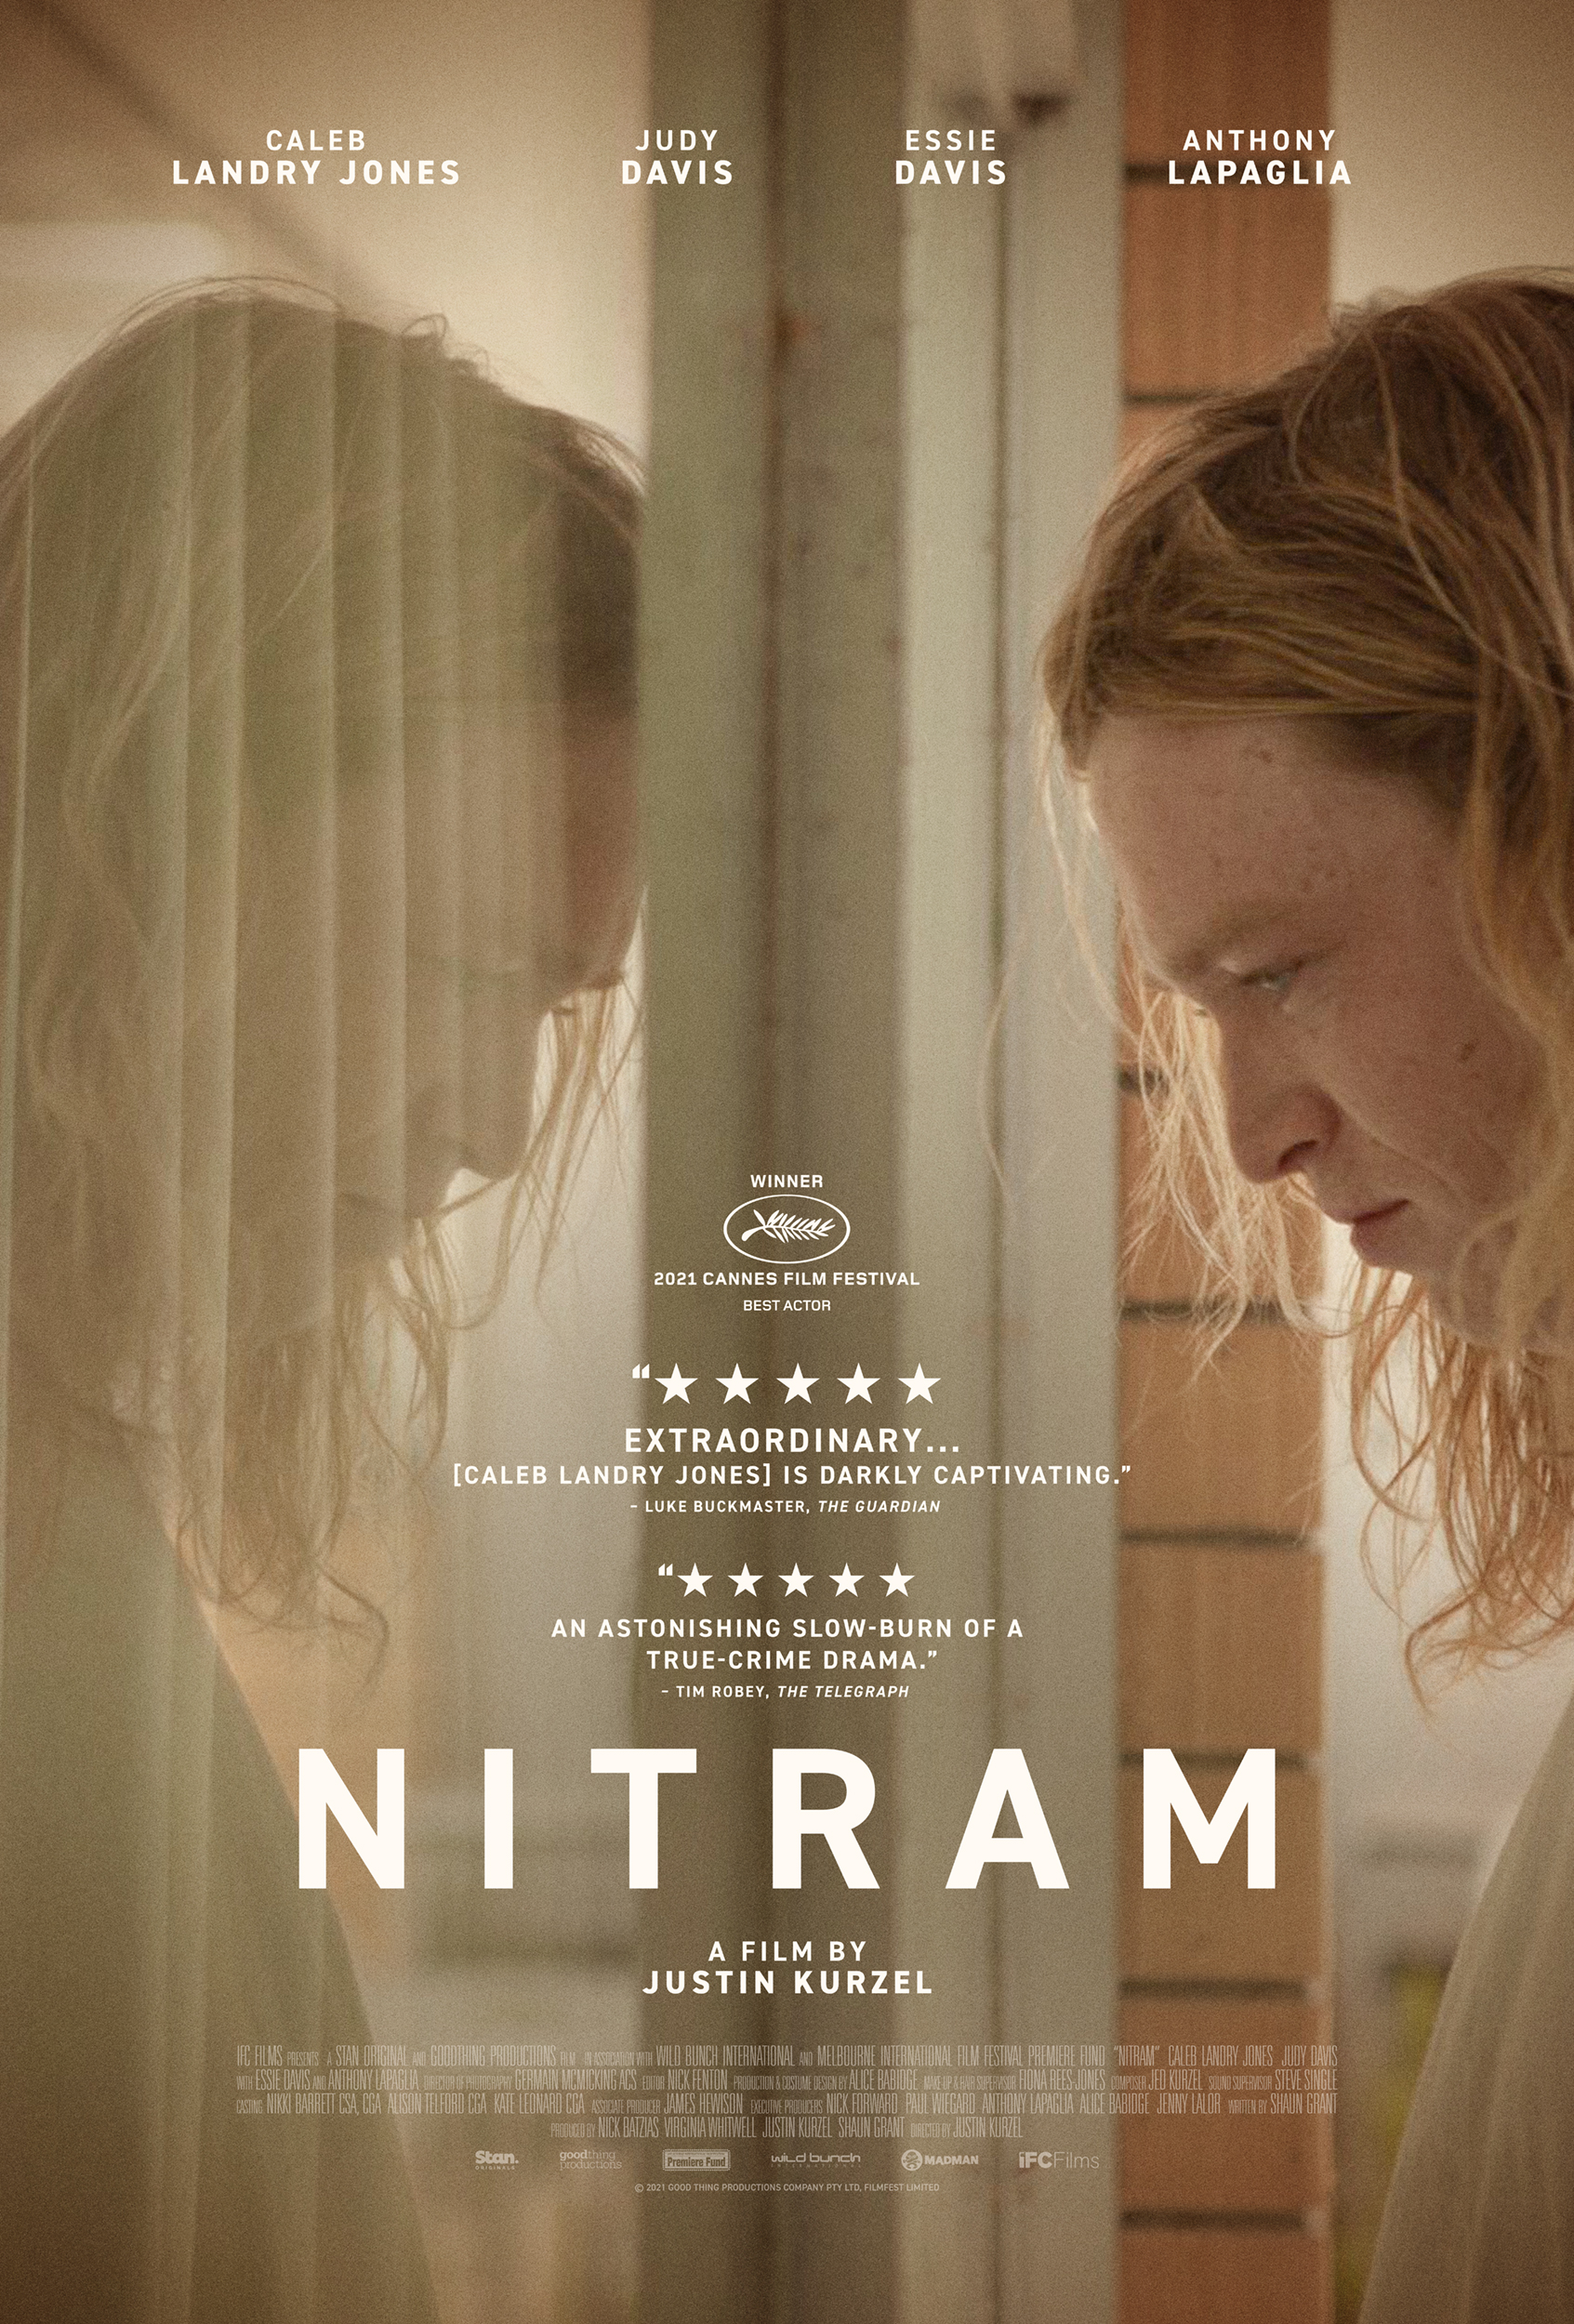 CALEB
LANDRY JONES
JUDY
DAVIS
ESSIE
DAVIS
ANTHONY
LAPAGLIA
WINNER
2021 CANNES FILM FESTIVAL
BEST ACTOR
“★ ★ ★ ★ ★
EXTRAORDINARY...
[CALEB LANDRY JONES] IS DARKLY CAPTIVATING.”
– LUKE BUCKMASTER, THE GUARDIAN
“★ ★ ★ ★ ★
AN ASTONISHING SLOW-BURN OF A
TRUE-CRIME DRAMA.”
– TIM ROBEY, THE TELEGRAPH
NITRAM
A FILM BY
JUSTIN KURZEL
IFC FILMS PRESENTS A STAN ORIGINAL AND GOODTHING PRODUCTIONS FILM IN ASSOCIATION WITH WILD BUNCH INTERNATIONAL AND MELBOURNE INTERNATIONAL FILM FESTIVAL PREMIERE FUND “NITRAM” CALEB LANDRY JONES JUDY DAVIS
WITH ESSIE DAVIS AND ANTHONY LAPAGLIA DIRECTOR OF PHOTOGRAPHY GERMAIN MCMICKING ACS EDITOR NICK FENTON PRODUCTION & COSTUME DESIGN BY ALICE BABIDGE MAKE UP & HAIR SUPERVISOR FIONA REES-JONES COMPOSER JED KURZEL SOUND SUPERVISOR STEVE SINGLE
CASTING NIKKI BARRETT CSA, CGA ALISON TELFORD CGA KATE LEONARD CGA ASSOCIATE PRODUCER JAMES HEWISON EXECUTIVE PRODUCERS NICK FORWARD PAUL WIEGARD ANTHONY LAPAGLIA ALICE BABIDGE JENNY LALOR WRITTEN BY SHAUN GRANT
PRODUCED BY NICK BATZIAS VIRGINIA WHITWELL JUSTIN KURZEL SHAUN GRANT DIRECTED BY JUSTIN KURZEL
Stan.
ORIGINALS
goodthing
productions
Premiere Fund
wild bunch
INTERNATIONAL
MADMAN
IFCFilms
© 2021 GOOD THING PRODUCTIONS COMPANY PTY LTD, FILMFEST LIMITED